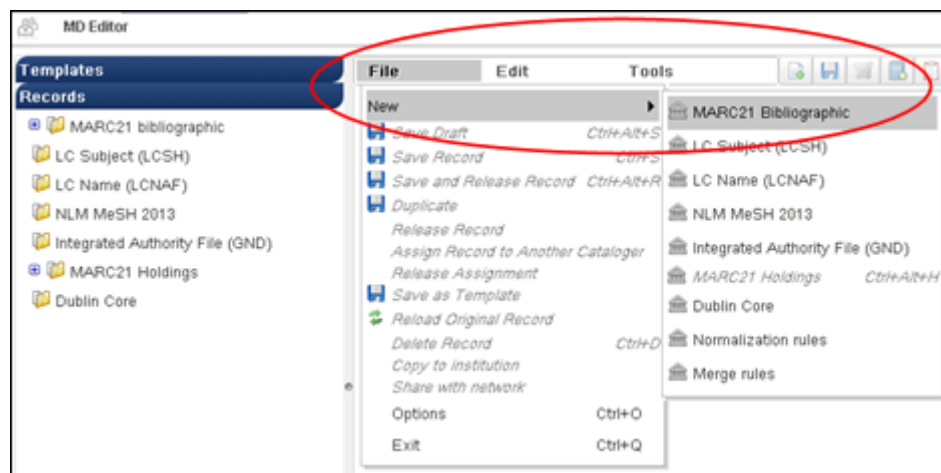 MD Editor
Templates
Records
MARC21 bibliographic
LC Subject (LCSH)
LC Name (LCNAF)
NLM MeSH 2013
Integrated Authority File (GND)
MARC21 Holdings
Dublin Core
File Edit Tools
New
Save Draft Ctrl+Alt+S
Save Record Ctrl+S
Save and Release Record Ctrl+Alt+R
Duplicate
Release Record
Assign Record to Another Cataloger
Release Assignment
Save as Template
Reload Original Record
Delete Record Ctrl+D
Copy to institution
Share with network
Options Ctrl+O
Exit Ctrl+Q
MARC21 Bibliographic
LC Subject (LCSH)
LC Name (LCNAF)
NLM MeSH 2013
Integrated Authority File (GND)
MARC21 Holdings Ctrl+Alt+H
Dublin Core
Normalization rules
Merge rules